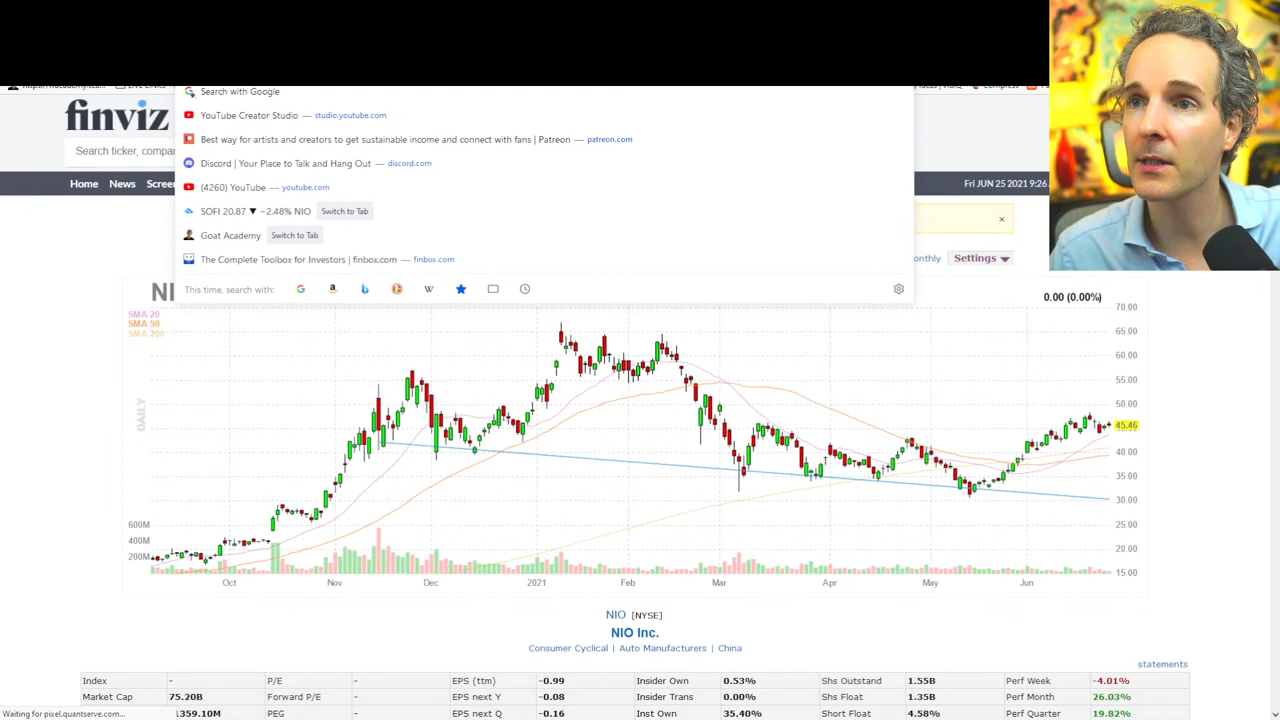 Search with Google
YouTube Creator Studio — studio.youtube.com
Best way for artists and creators to get sustainable income and connect with fans | Patreon — patreon.com
Discord | Your Place to Talk and Hang Out — discord.com
(4260) YouTube — youtube.com
SOFI 20.87 ▼ −2.48% NIO Switch to Tab
Goat Academy Switch to Tab
The Complete Toolbox for Investors | finbox.com — finbox.com
This time, search with:
finviz
Search ticker, compa
Home News Scree
Fri JUN 25 2021 9:26
×
onthly Settings
NI
0.00 (0.00%)
SMA 20
SMA 50
SMA 200
DAILY
70.00
65.00
60.00
55.00
50.00
45.46
40.00
35.00
30.00
25.00
20.00
15.00
600M
400M
200M
Oct Nov Dec 2021 Feb Mar Apr May Jun
NIO [NYSE]
NIO Inc.
Consumer Cyclical | Auto Manufacturers | China
statements
Index - P/E - EPS (ttm) -0.99 Insider Own 0.53% Shs Outstand 1.55B Perf Week -4.01%
Market Cap 75.20B Forward P/E - EPS next Y -0.08 Insider Trans 0.00% Shs Float 1.35B Perf Month 26.03%
1359.10M PEG - EPS next Q -0.16 Inst Own 35.40% Short Float 4.58% Perf Quarter 19.82%
Waiting for pixel.quantserve.com...